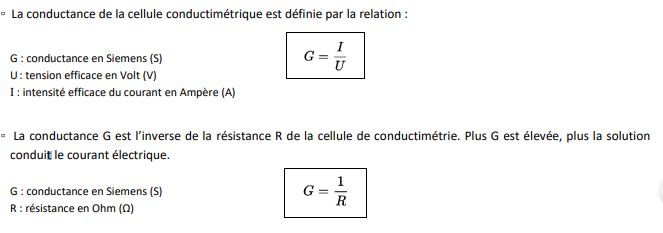 ▫ La conductance de la cellule conductimétrique est définie par la relation :
G : conductance en Siemens (S)
U : tension efficace en Volt (V)
I : intensité efficace du courant en Ampère (A)
G = I / U
▫ La conductance G est l’inverse de la résistance R de la cellule de conductimétrie. Plus G est élevée, plus la solution
conduit le courant électrique.
G : conductance en Siemens (S)
R : résistance en Ohm (Ω)
G = 1 / R